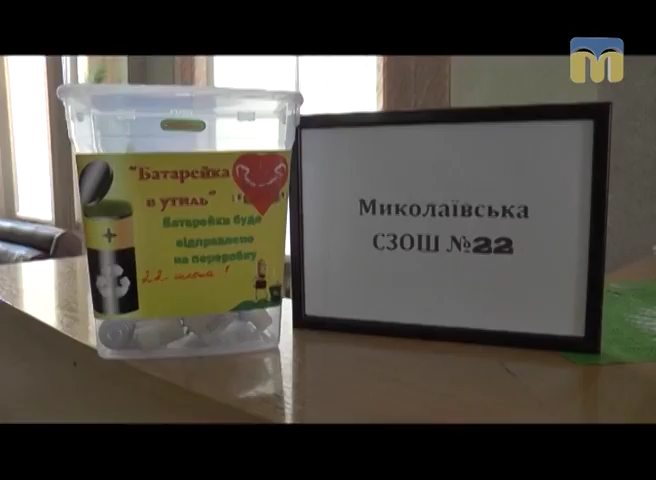 "Батарейка
в утиль"
Батарейки буде
відправлено
на переробку
22-школа!
Миколаївська
СЗОШ №22